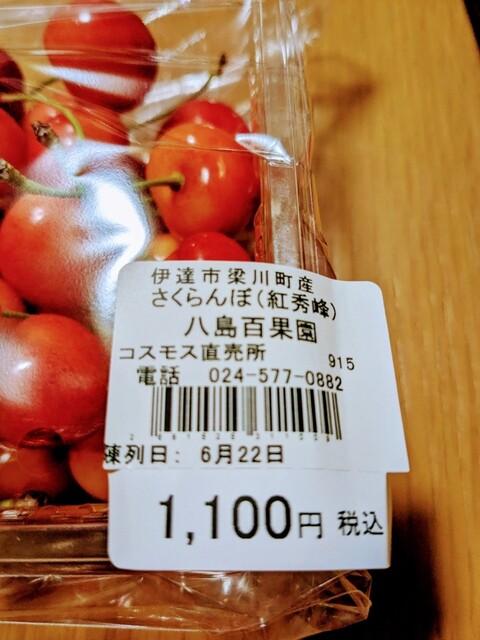 伊達市梁川町産
さくらんぼ(紅秀峰)
八島百果園
コスモス直売所 915
電話 024-577-0882
陳列日: 6月22日
1,100円 税込